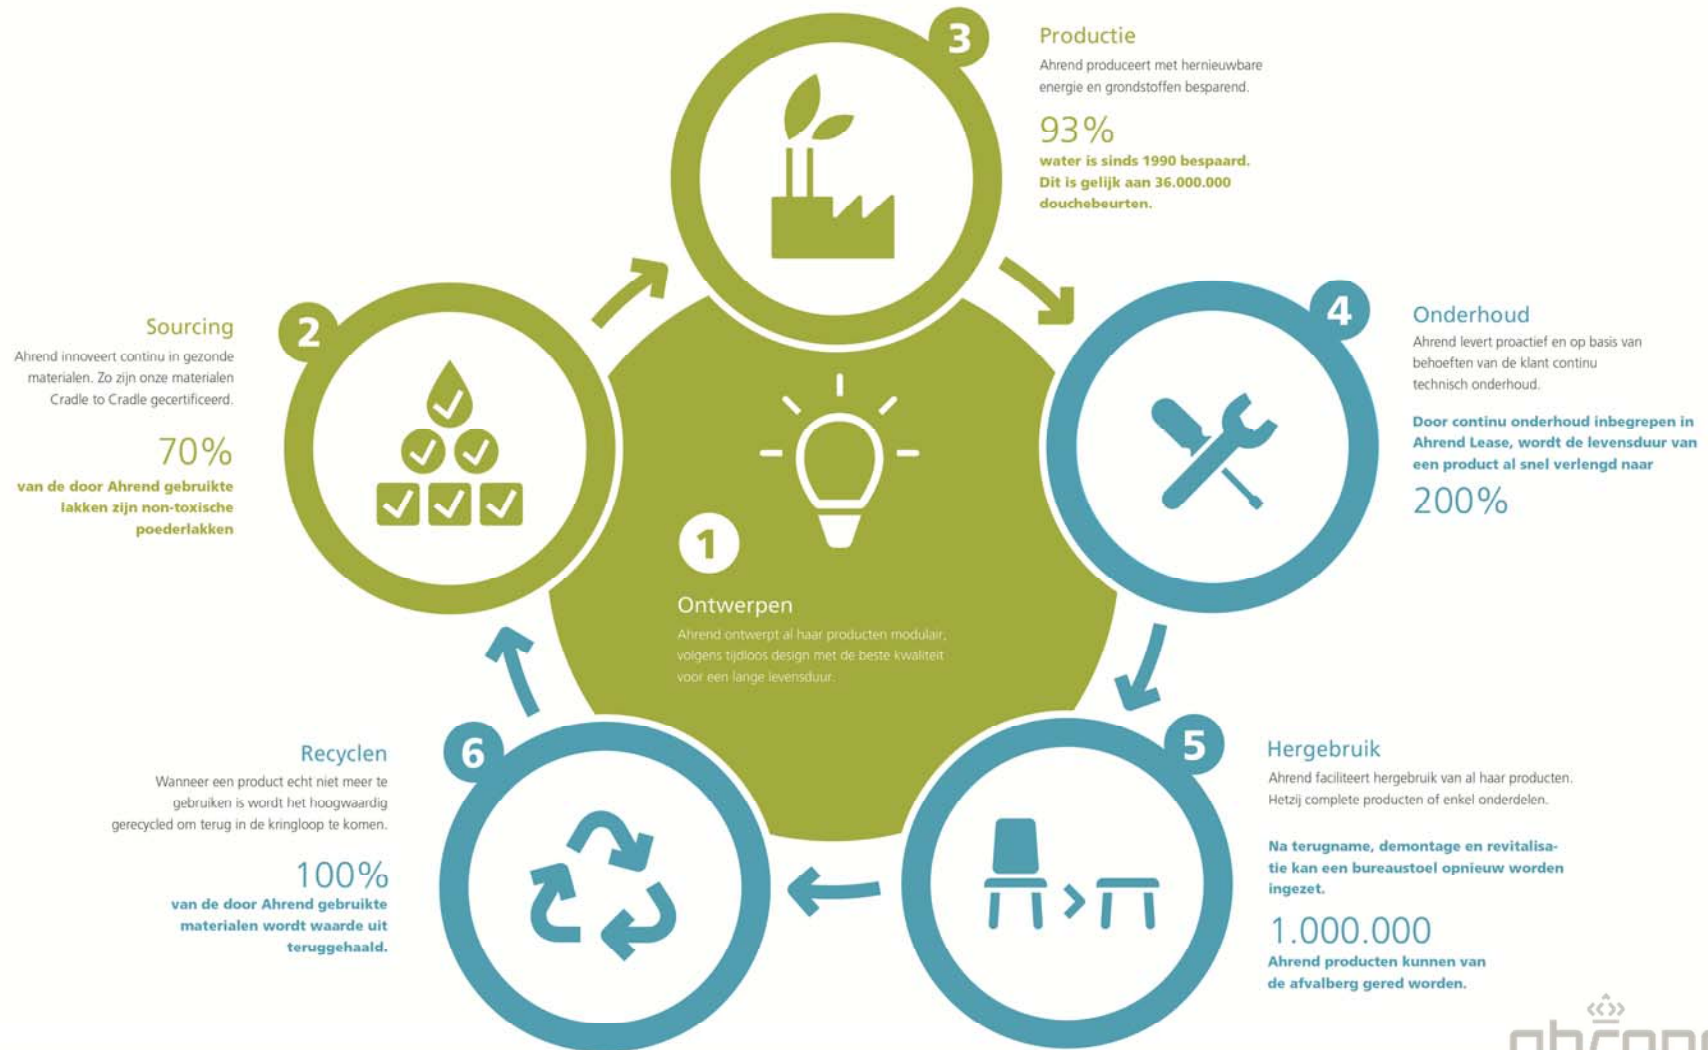 1
Ontwerpen
Ahrend ontwerpt al haar producten modulair,
volgens tijdloos design met de beste kwaliteit
voor een lange levensduur.
2
Sourcing
Ahrend innoveert continu in gezonde
materialen. Zo zijn onze materialen
Cradle to Cradle gecertificeerd.
70%
van de door Ahrend gebruikte
lakken zijn non-toxische
poederlakken
3
Productie
Ahrend produceert met hernieuwbare
energie en grondstoffen besparend.
93%
water is sinds 1990 bespaard.
Dit is gelijk aan 36.000.000
douchebeurten.
4
Onderhoud
Ahrend levert proactief en op basis van
behoeften van de klant continu
technisch onderhoud.
Door continu onderhoud inbegrepen in
Ahrend Lease, wordt de levensduur van
een product al snel verlengd naar
200%
5
Hergebruik
Ahrend faciliteert hergebruik van al haar producten.
Hetzij complete producten of enkel onderdelen.
Na terugname, demontage en revitalisa-
tie kan een bureaustoel opnieuw worden
ingezet.
1.000.000
Ahrend producten kunnen van
de afvalberg gered worden.
6
Recyclen
Wanneer een product echt niet meer te
gebruiken is wordt het hoogwaardig
gerecycled om terug in de kringloop te komen.
100%
van de door Ahrend gebruikte
materialen wordt waarde uit
teruggehaald.